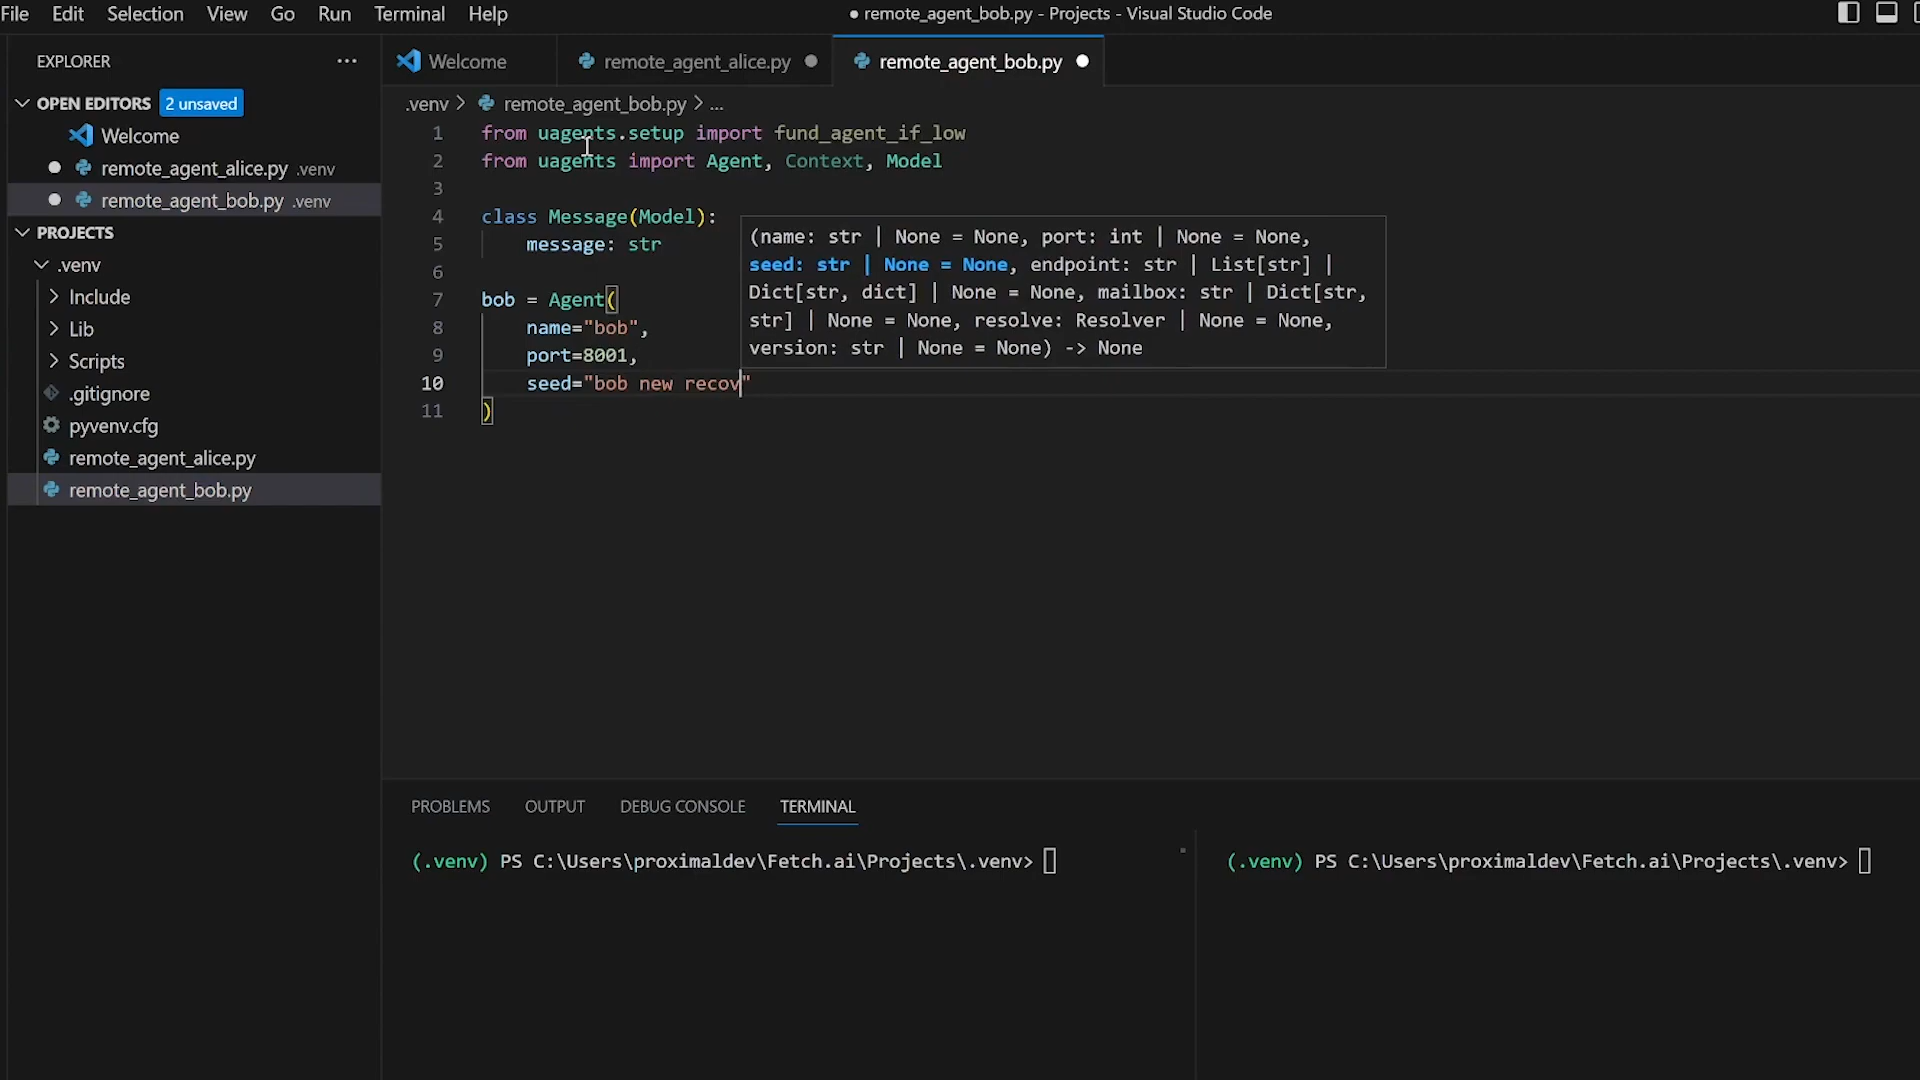 File Edit Selection View Go Run Terminal Help
● remote_agent_bob.py - Projects - Visual Studio Code
EXPLORER
OPEN EDITORS 2 unsaved
Welcome
remote_agent_alice.py .venv
remote_agent_bob.py .venv
PROJECTS
.venv
Include
Lib
Scripts
.gitignore
pyvenv.cfg
remote_agent_alice.py
remote_agent_bob.py
Welcome remote_agent_alice.py remote_agent_bob.py
.venv > remote_agent_bob.py > ...
1 from uagents.setup import fund_agent_if_low
2 from uagents import Agent, Context, Model
3
4 class Message(Model):
5 message: str
6
7 bob = Agent(
8 name="bob",
9 port=8001,
10 seed="bob new recov"
11 )
(name: str | None = None, port: int | None = None,
seed: str | None = None, endpoint: str | List[str] |
Dict[str, dict] | None = None, mailbox: str | Dict[str,
str] | None = None, resolve: Resolver | None = None,
version: str | None = None) -> None
PROBLEMS OUTPUT DEBUG CONSOLE TERMINAL
(.venv) PS C:\Users\proximaldev\Fetch.ai\Projects\.venv>
(.venv) PS C:\Users\proximaldev\Fetch.ai\Projects\.venv>